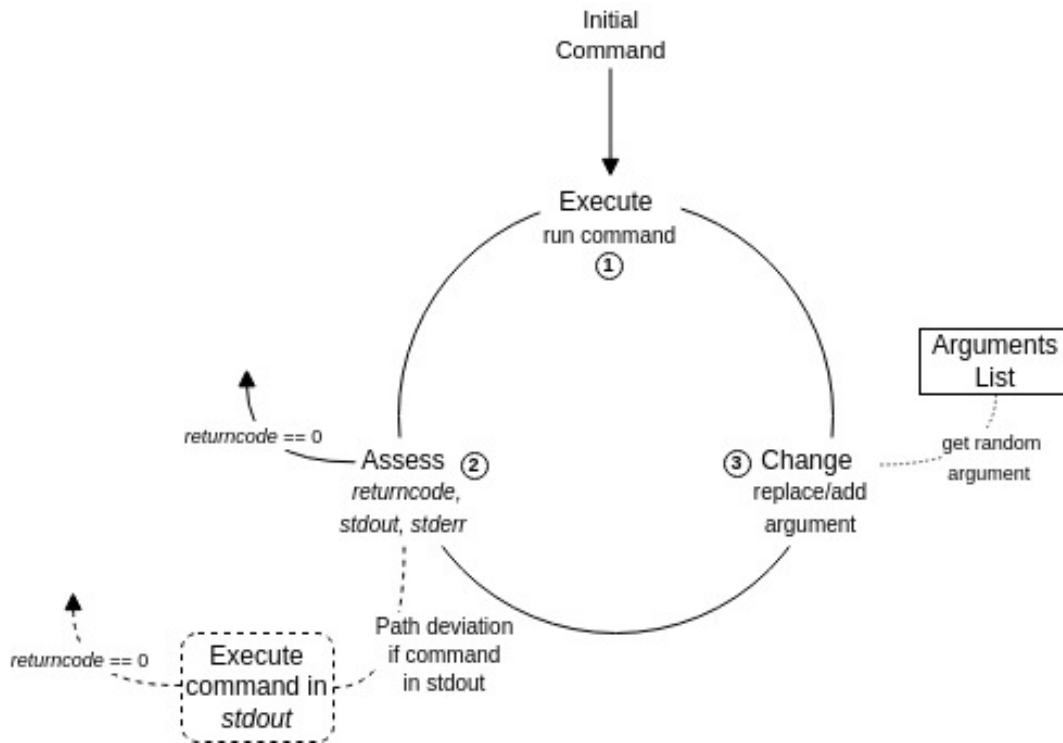 Initial
Command
Execute
run command
1
Arguments
List
returncode == 0
Assess 2
returncode,
stdout, stderr
3 Change
replace/add
argument
get random
argument
Path deviation
if command
in stdout
returncode == 0
Execute
command in
stdout